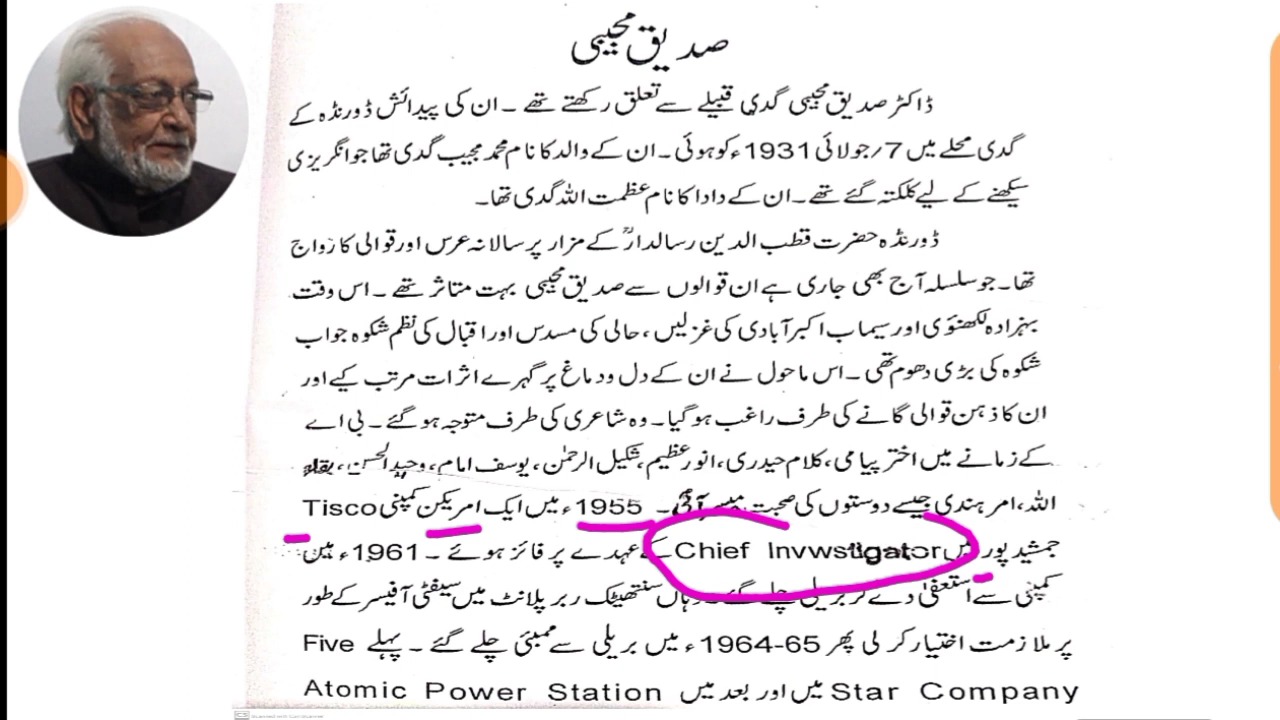 صدیق مجیبی
ڈاکٹر صدیق مجیبی گدی قبیلے سے تعلق رکھتے تھے ۔ ان کی پیدائش ڈورنڈہ کے
گدی محلے میں 7/جولائی 1931ء کو ہوئی ۔ ان کے والد کا نام محمد مجیب گدی تھا جو انگریزی
سیکھنے کے لیے کلکتہ گئے تھے ۔ ان کے دادا کا نام عظمت اللہ گدی تھا ۔
ڈورنڈہ حضرت قطب الدین رسالدارؒ کے مزار پر سالانہ عرس اور قوالی کا رواج
تھا ۔ جو سلسلہ آج بھی جاری ہے ان قوالوں سے صدیق مجیبی بہت متاثر تھے ۔ اس وقت
بہزادہ لکھنؤی اور سیماب اکبرآبادی کی غزلیں ، حالی کی مسدس اور اقبال کی نظم شکوہ جواب
شکوہ کی بڑی دھوم تھی ۔ اس ماحول نے ان کے دل و دماغ پر گہرے اثرات مرتب کیے اور
ان کا ذہن قوالی گانے کی طرف راغب ہو گیا ۔ وہ شاعری کی طرف متوجہ ہو گئے ۔ بی اے
کے زمانے میں اختر پیامی ، کلام حیدری ، انور عظیم ، شکیل الرحمٰن ، یوسف امام ، وحید الحسن ، بقاء
اللہ ، امر ہندی جیسے دوستوں کی صحبت میسر آئی ۔ 1955ء میں ایک امریکن کمپنی Tisco
جمشید پور میں Chief Invwstigator کے عہدے پر فائز ہوئے ۔ 1961ء میں
کمپنی سے استعفیٰ دے کر بریلی چلے گئے ۔ وہاں سنتھیٹک ربر پلانٹ میں سیفٹی آفیسر کے طور
پر ملازمت اختیار کر لی پھر 1964-65ء میں بریلی سے ممبئی چلے گئے ۔ پہلے Five
Star Company میں اور بعد میں Atomic Power Station